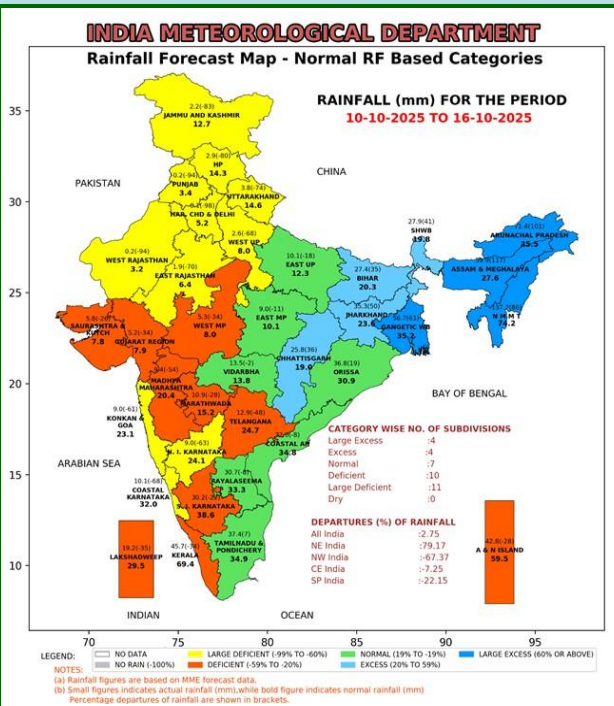 INDIA METEOROLOGICAL DEPARTMENT
Rainfall Forecast Map - Normal RF Based Categories
RAINFALL (mm) FOR THE PERIOD
10-10-2025 TO 16-10-2025
35
30
25
20
15
10
2.2(-83)
JAMMU AND KASHMIR
12.7
2.9(-80)
HP
14.3
0.2(-94)
PUNJAB
3.4
3.8(-74)
UTTARAKHAND
14.6
0.1(-98)
HAR. CHD & DELHI
5.2
2.6(-68)
WEST UP
8.0
PAKISTAN
CHINA
0.2(-94)
WEST RAJASTHAN
3.2
1.9(-70)
EAST RAJASTHAN
6.4
10.1(-18)
EAST UP
12.3
27.4(35)
BIHAR
20.3
27.9(41)
SHWB
19.8
ARUNACHAL PRADESH
25.5
ASSAM & MEGHALAYA
27.6
N M M T
74.2
SAURASHTRA &
KUTCH
7.8
5.2(-34)
GUJARAT REGION
7.9
5.3(-34)
WEST MP
8.0
9.0(-11)
EAST MP
10.1
35.3(50)
JHARKHAND
23.6
56.7(61)
GANGETIC WB
35.2
25.8(36)
CHHATTISGARH
19.0
36.8(19)
ORISSA
30.9
13.5(-2)
VIDARBHA
13.8
9.4(-54)
MADHYA
MAHARASHTRA
20.4
10.9(-28)
MARATHWADA
15.2
12.9(-48)
TELANGANA
24.7
9.0(-61)
KONKAN &
GOA
23.1
BAY OF BENGAL
ARABIAN SEA
9.0(-63)
N. I. KARNATAKA
24.1
COASTAL AP
34.8
10.1(-68)
COASTAL
KARNATAKA
32.0
RAYALASEEMA
33.3
S. I. KARNATAKA
38.6
37.4(7)
TAMILNADU &
PONDICHERY
34.9
KERALA
69.4
19.2(-35)
LAKSHADWEEP
29.5
42.8(-28)
A & N ISLAND
59.5
CATEGORY WISE NO. OF SUBDIVISIONS
Large Excess :4
Excess :4
Normal :7
Deficient :10
Large Deficient :11
Dry :0
DEPARTURES (%) OF RAINFALL
All India :2.75
NE India :79.17
NW India :-67.37
CE India :-7.25
SP India :-22.15
INDIAN OCEAN
70 75 80 85 90 95
LEGEND: NO DATA LARGE DEFICIENT (-99% TO -60%) NORMAL (19% TO -19%) LARGE EXCESS (60% OR ABOVE)
NO RAIN (-100%) DEFICIENT (-59% TO -20%) EXCESS (20% TO 59%)
NOTES:
(a) Rainfall figures are based on MME forecast data.
(b) Small figures indicates actual rainfall (mm),while bold figure indicates normal rainfall (mm)
Percentage departures of rainfall are shown in brackets.